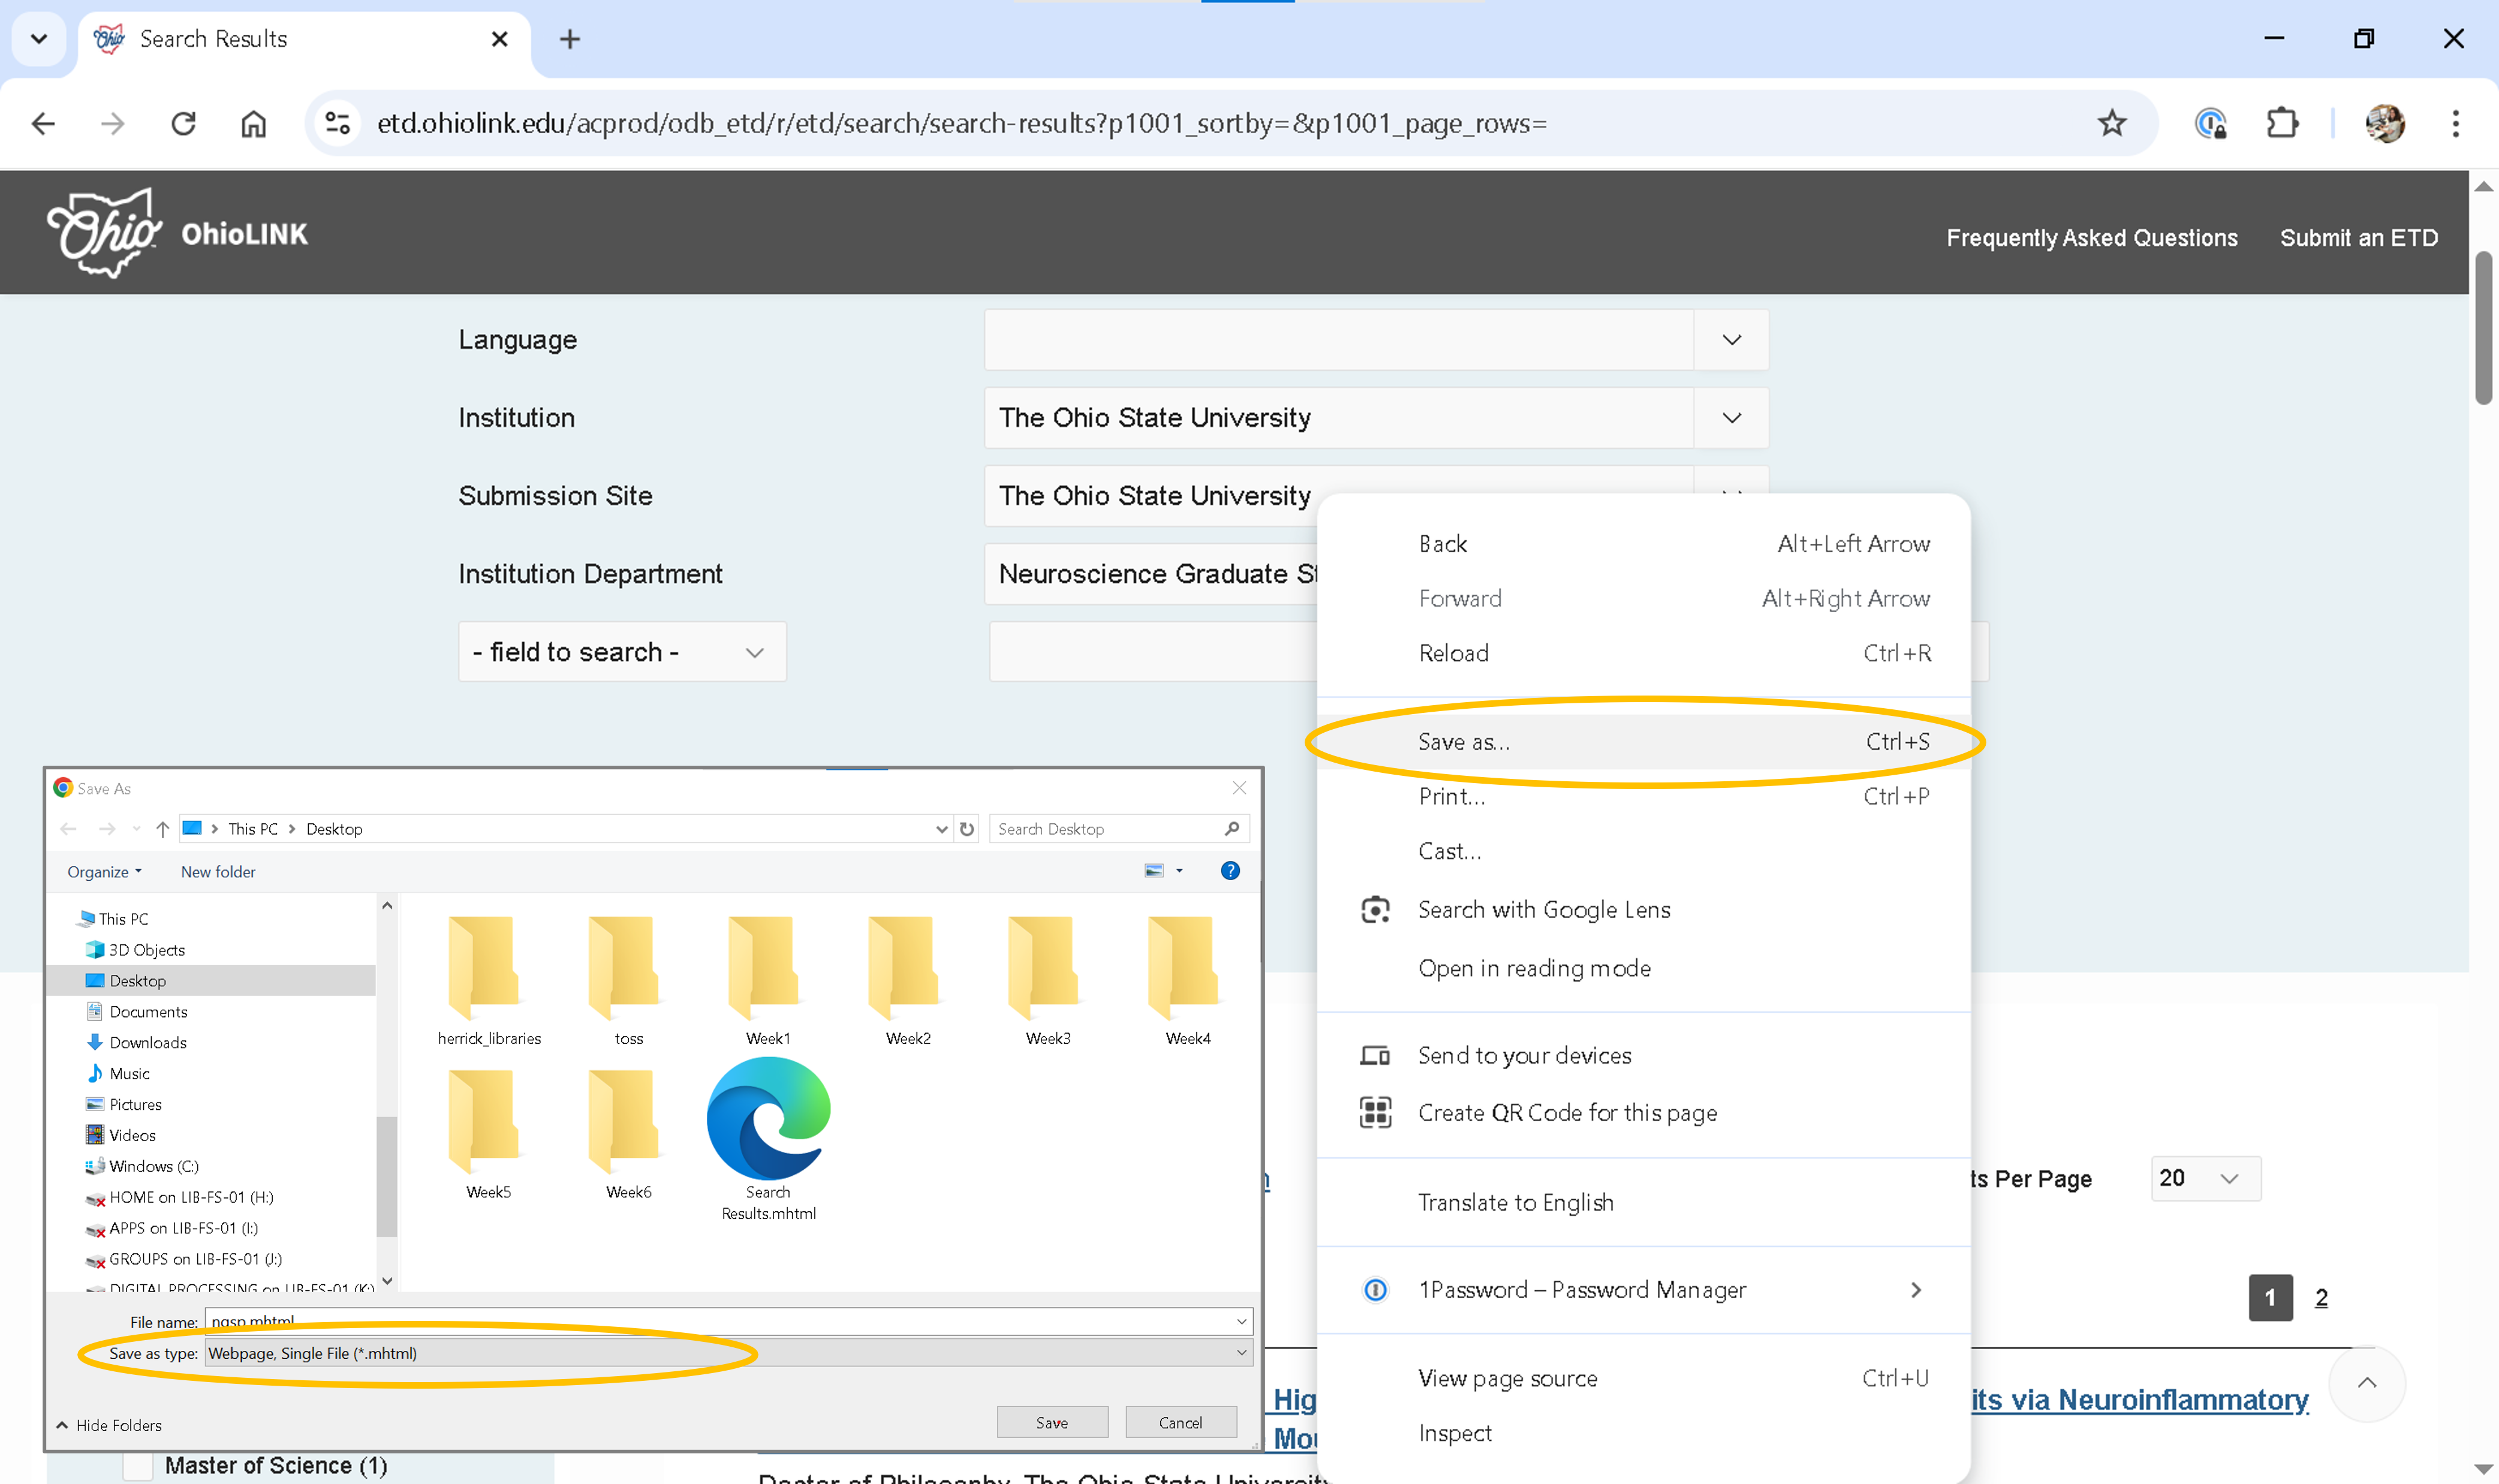 Search Results
etd.ohiolink.edu/acprod/odb_etd/r/etd/search/search-results?p1001_sortby=&p1001_page_rows=
Ohio OhioLINK
Frequently Asked Questions Submit an ETD
Language
Institution The Ohio State University
Submission Site The Ohio State University
Institution Department Neuroscience Graduate
- field to search -
Back Alt+Left Arrow
Forward Alt+Right Arrow
Reload Ctrl+R
Save as... Ctrl+S
Print... Ctrl+P
Cast...
Search with Google Lens
Open in reading mode
Send to your devices
Create QR Code for this page
Translate to English
1Password – Password Manager
View page source Ctrl+U
Inspect
Save As
This PC > Desktop
Search Desktop
Organize New folder
This PC
3D Objects
Desktop
Documents
Downloads
Music
Pictures
Videos
Windows (C:)
HOME on LIB-FS-01 (H:)
APPS on LIB-FS-01 (I:)
GROUPS on LIB-FS-01 (J:)
DIGITAL PROCESSING on LIB-FS-01 (K:)
herrick_libraries toss Week1 Week2 Week3 Week4
Week5 Week6 Search
Results.mhtml
File name: ngsp.mhtml
Save as type: Webpage, Single File (*.mhtml)
Hide Folders
Save Cancel
ts Per Page 20
1 2
Hig
its via Neuroinflammatory
Mou
Master of Science (1)
Doctor of Philosophy, The Ohio State University